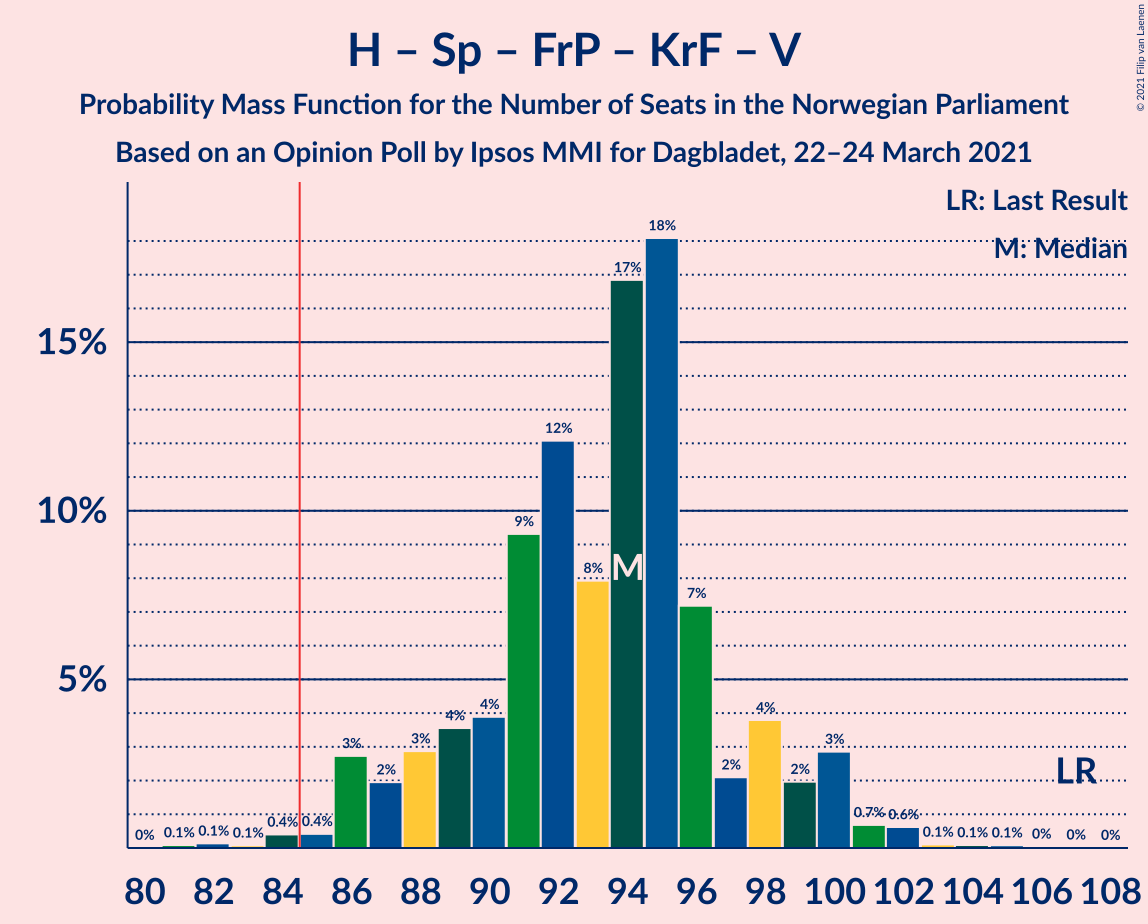 H – Sp – FrP – KrF – V
Probability Mass Function for the Number of Seats in the Norwegian Parliament
Based on an Opinion Poll by Ipsos MMI for Dagbladet, 22–24 March 2021
© 2021 Filip van Laenen
LR: Last Result
M: Median
15%
10%
5%
0% 0.1% 0.1% 0.1% 0.4% 0.4% 3% 2% 3% 4% 4% 9% 12% 8% 17% 18% 7% 2% 4% 2% 3% 0.7% 0.6% 0.1% 0.1% 0.1% 0% 0% 0%
M
LR
80 82 84 86 88 90 92 94 96 98 100 102 104 106 108